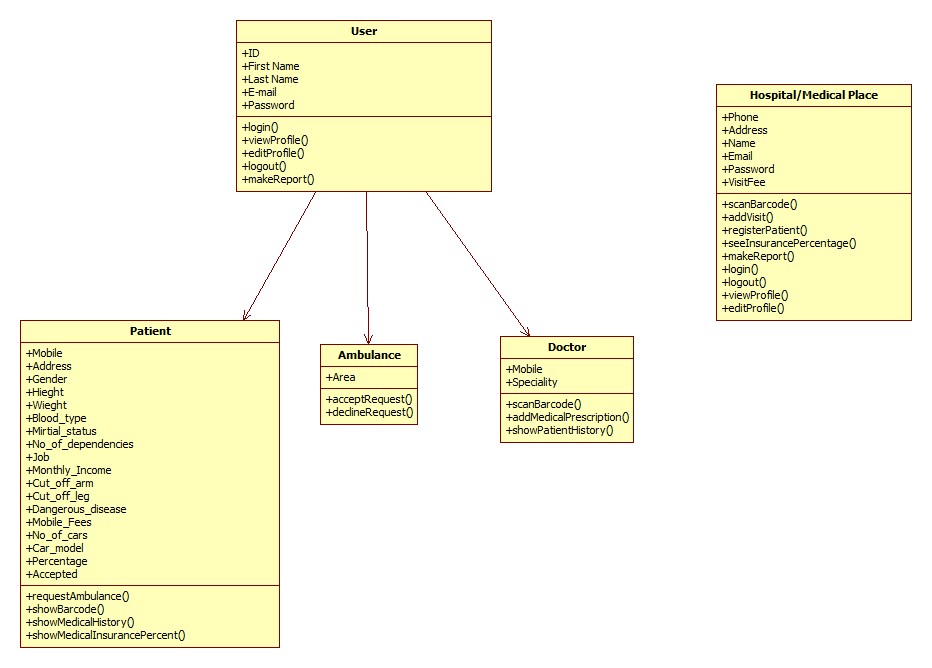 User
+ID
+First Name
+Last Name
+E-mail
+Password
+login()
+viewProfile()
+editProfile()
+logout()
+makeReport()
Hospital/Medical Place
+Phone
+Address
+Name
+Email
+Password
+VisitFee
+scanBarcode()
+addVisit()
+registerPatient()
+seeInsurancePercentage()
+makeReport()
+login()
+logout()
+viewProfile()
+editProfile()
Patient
+Mobile
+Address
+Gender
+Hieght
+Wieght
+Blood_type
+Mirtial_status
+No_of_dependencies
+Job
+Monthly_Income
+Cut_off_arm
+Cut_off_leg
+Dangerous_disease
+Mobile_Fees
+No_of_cars
+Car_model
+Percentage
+Accepted
+requestAmbulance()
+showBarcode()
+showMedicalHistory()
+showMedicalInsurancePercent()
Ambulance
+Area
+acceptRequest()
+declineRequest()
Doctor
+Mobile
+Speciality
+scanBarcode()
+addMedicalPrescription()
+showPatientHistory()